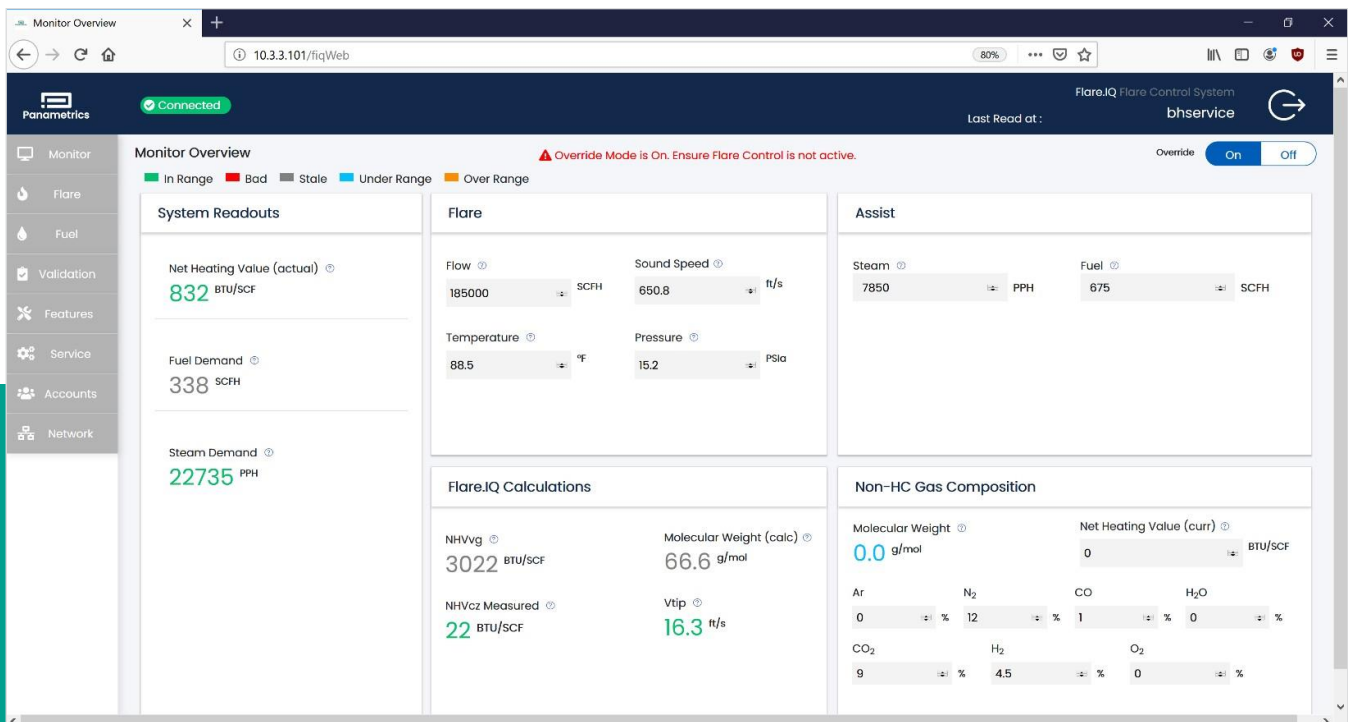 Monitor Overview
10.3.3.101/fiqWeb
80%
Panametrics
Connected
Flare.IQ Flare Control System
Last Read at :
bhservice
Monitor
Flare
Fuel
Validation
Features
Service
Accounts
Network
Monitor Overview
Override Mode is On. Ensure Flare Control is not active.
Override On Off
In Range Bad Stale Under Range Over Range
System Readouts
Net Heating Value (actual)
832 BTU/SCF
Fuel Demand
338 SCFH
Steam Demand
22735 PPH
Flare
Flow Sound Speed
185000 SCFH 650.8 ft/s
Temperature Pressure
88.5 °F 15.2 PSIa
Assist
Steam Fuel
7850 PPH 675 SCFH
Flare.IQ Calculations
NHVvg Molecular Weight (calc)
3022 BTU/SCF 66.6 g/mol
NHVcz Measured Vtip
22 BTU/SCF 16.3 ft/s
Non-HC Gas Composition
Molecular Weight Net Heating Value (curr)
0.0 g/mol 0 BTU/SCF
Ar N₂ CO H₂O
0 % 12 % 1 % 0 %
CO₂ H₂ O₂
9 % 4.5 % 0 %